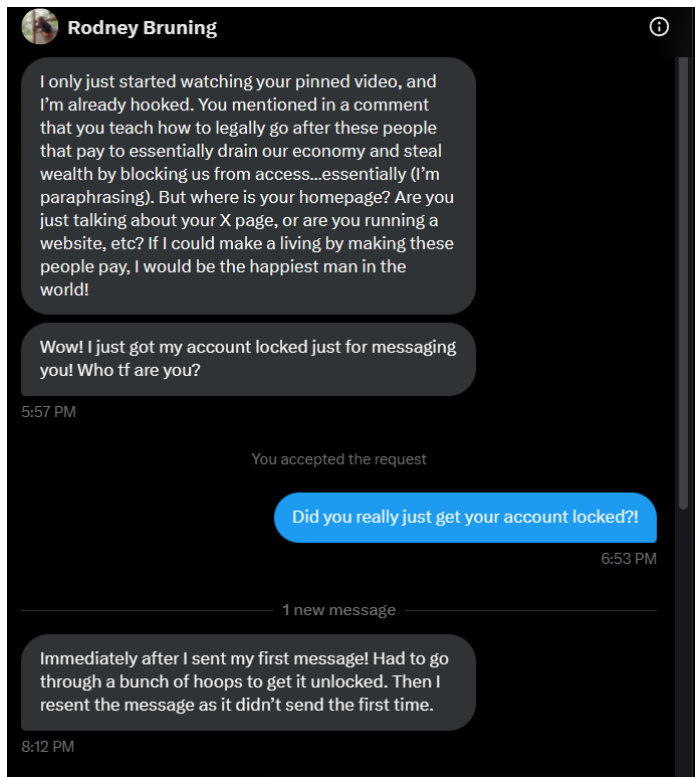 Rodney Bruning
I only just started watching your pinned video, and
I'm already hooked. You mentioned in a comment
that you teach how to legally go after these people
that pay to essentially drain our economy and steal
wealth by blocking us from access...essentially (I'm
paraphrasing). But where is your homepage? Are you
just talking about your X page, or are you running a
website, etc? If I could make a living by making these
people pay, I would be the happiest man in the
world!
Wow! I just got my account locked just for messaging
you! Who tf are you?
5:57 PM
You accepted the request
Did you really just get your account locked?!
6:53 PM
1 new message
Immediately after I sent my first message! Had to go
through a bunch of hoops to get it unlocked. Then I
resent the message as it didn't send the first time.
8:12 PM